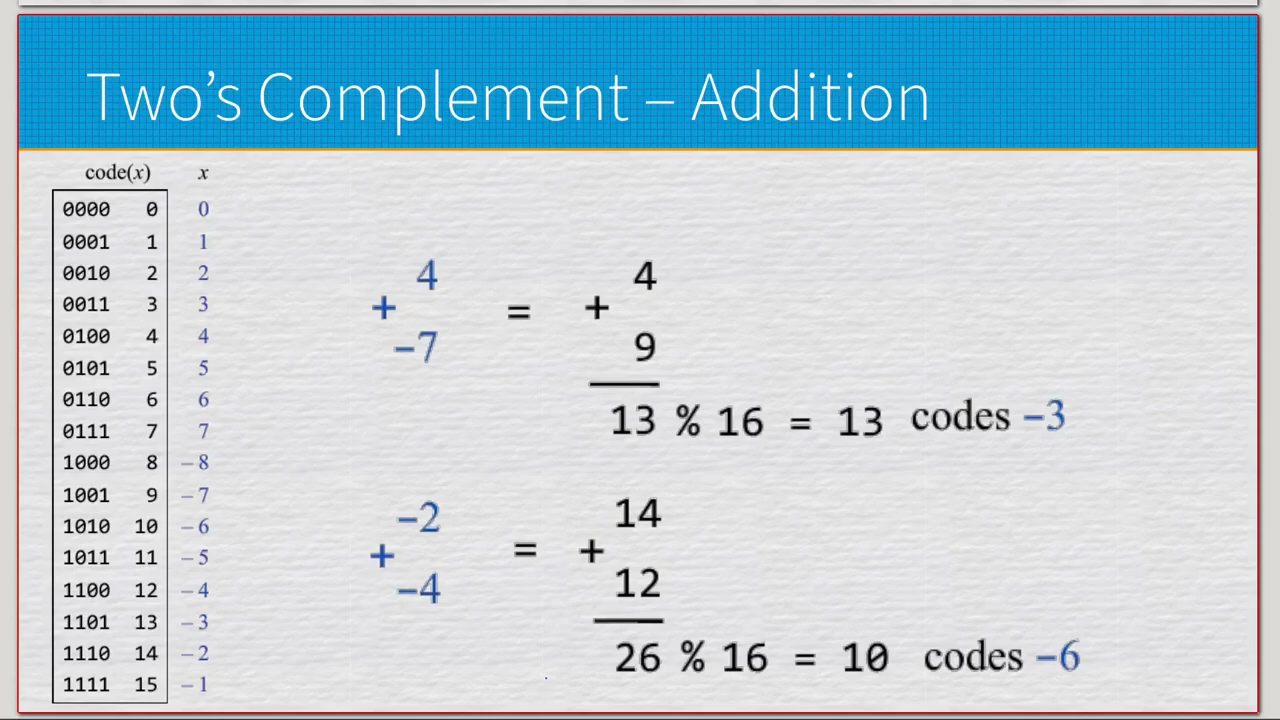 Two’s Complement – Addition
code(x) x
0000 0 0
0001 1 1
0010 2 2
0011 3 3
0100 4 4
0101 5 5
0110 6 6
0111 7 7
1000 8 –8
1001 9 –7
1010 10 –6
1011 11 –5
1100 12 –4
1101 13 –3
1110 14 –2
1111 15 –1
4
+
–7
=
4
+
9
13 % 16 = 13 codes –3
–2
+
–4
=
14
+
12
26 % 16 = 10 codes –6